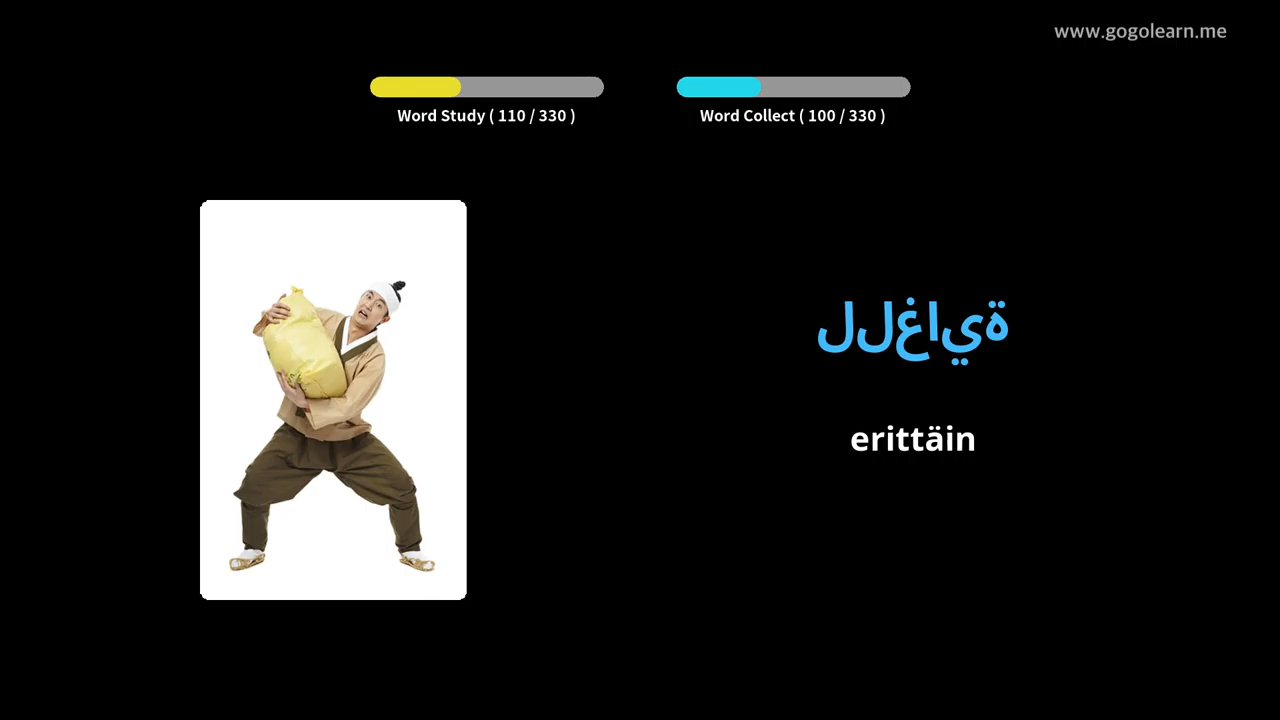 www.gogolearn.me
Word Study ( 110 / 330 )
Word Collect ( 100 / 330 )
للغاية
erittäin